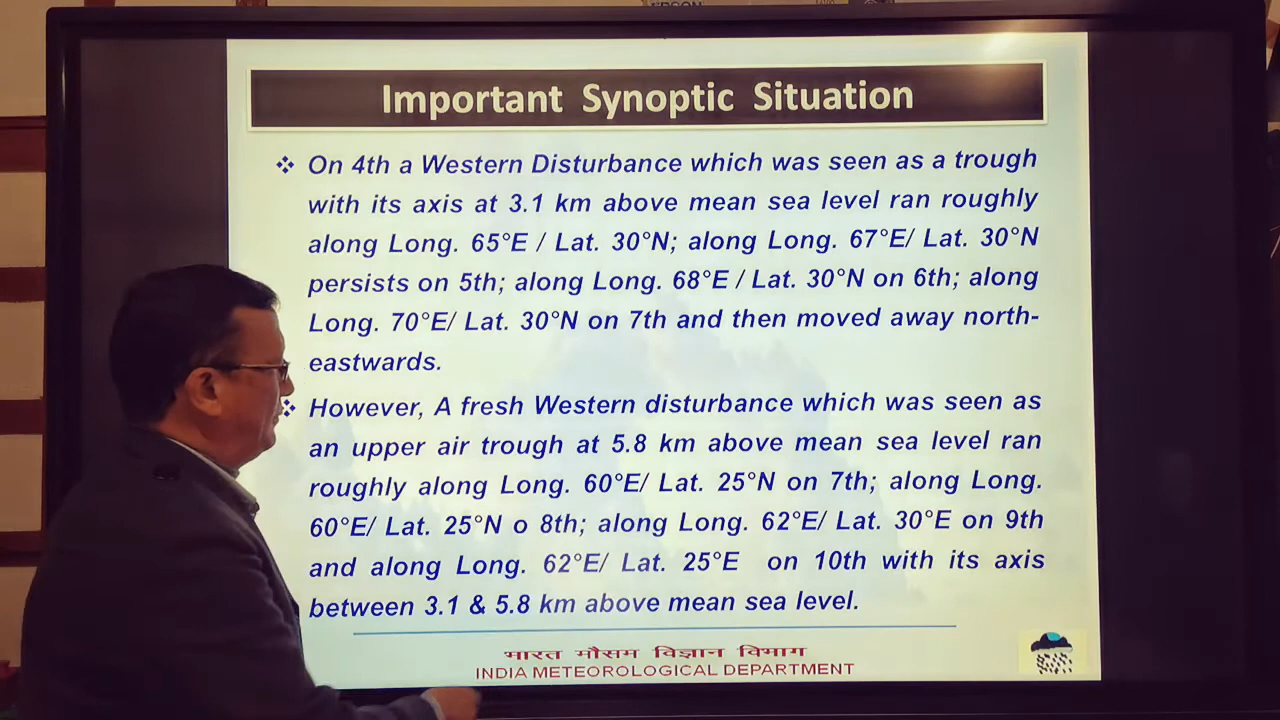 EPSON
Important Synoptic Situation
On 4th a Western Disturbance which was seen as a trough
with its axis at 3.1 km above mean sea level ran roughly
along Long. 65°E / Lat. 30°N; along Long. 67°E/ Lat. 30°N
persists on 5th; along Long. 68°E / Lat. 30°N on 6th; along
Long. 70°E/ Lat. 30°N on 7th and then moved away north-
eastwards.
However, A fresh Western disturbance which was seen as
an upper air trough at 5.8 km above mean sea level ran
roughly along Long. 60°E/ Lat. 25°N on 7th; along Long.
60°E/ Lat. 25°N o 8th; along Long. 62°E/ Lat. 30°E on 9th
and along Long. 62°E/ Lat. 25°E on 10th with its axis
between 3.1 & 5.8 km above mean sea level.
भारत मौसम विज्ञान विभाग
INDIA METEOROLOGICAL DEPARTMENT